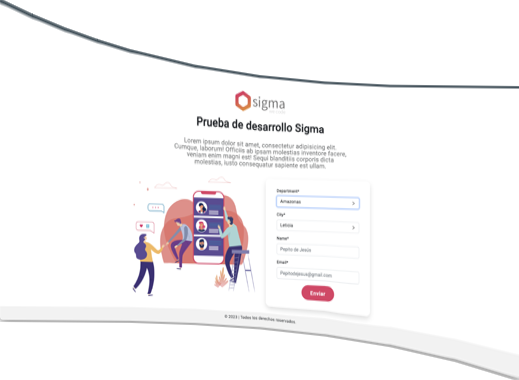 sigma
Prueba de desarrollo Sigma
Lorem ipsum dolor sit amet, consectetur adipisicing elit.
Cumque, laborum! Officiis ab ipsam molestias inventore facere,
veniam enim magni est! Sequi blanditiis corporis dicta
molestias, iusto consequatur sapiente est ullam.
Department*
Amazonas
City*
Leticia
Name*
Pepito de Jesús
Email*
Pepitodejesus@gmail.com
Enviar
© 2023 | Todos los derechos reservados.